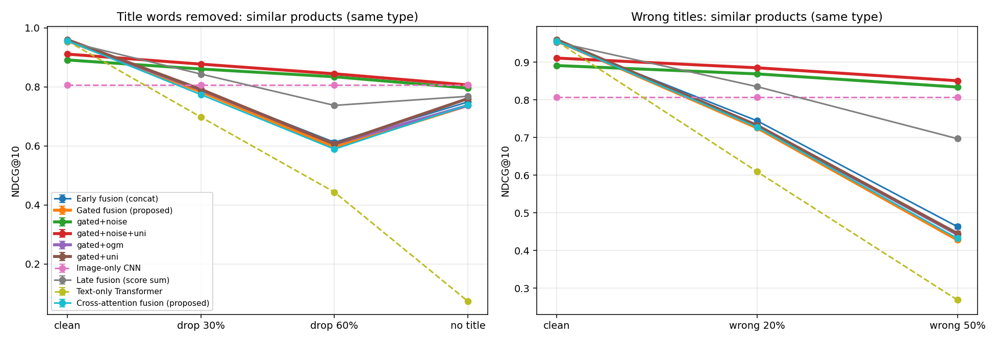 Title words removed: similar products (same type)
NDCG@10
1.0
0.8
0.6
0.4
0.2
Early fusion (concat)
Gated fusion (proposed)
gated+noise
gated+noise+uni
gated+ogm
gated+uni
Image-only CNN
Late fusion (score sum)
Text-only Transformer
Cross-attention fusion (proposed)
clean drop 30% drop 60% no title
Wrong titles: similar products (same type)
NDCG@10
0.9
0.8
0.7
0.6
0.5
0.4
0.3
clean wrong 20% wrong 50%